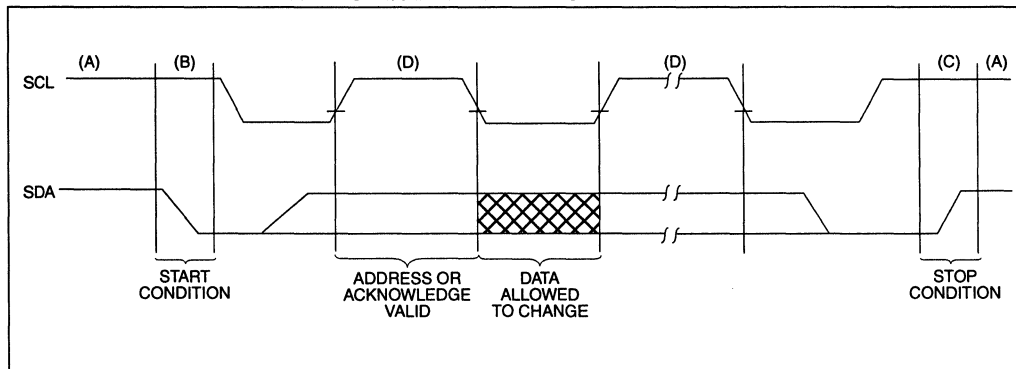 (A) (B) (D) (D) (C) (A)
SCL
SDA
START
CONDITION
ADDRESS OR
ACKNOWLEDGE
VALID
DATA
ALLOWED
TO CHANGE
STOP
CONDITION